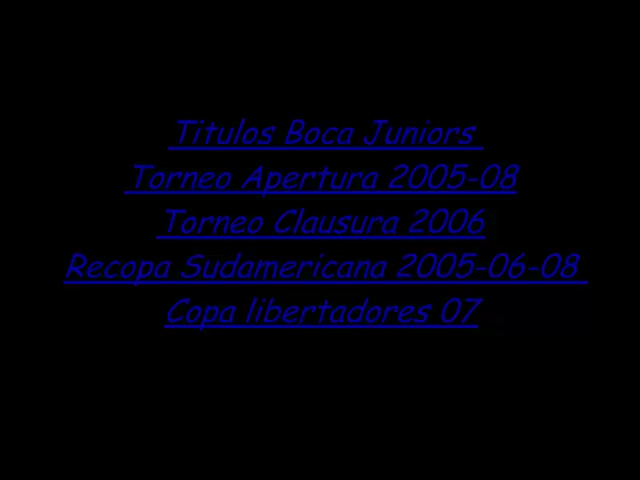 Titulos Boca Juniors
Torneo Apertura 2005-08
Torneo Clausura 2006
Recopa Sudamericana 2005-06-08
Copa libertadores 07